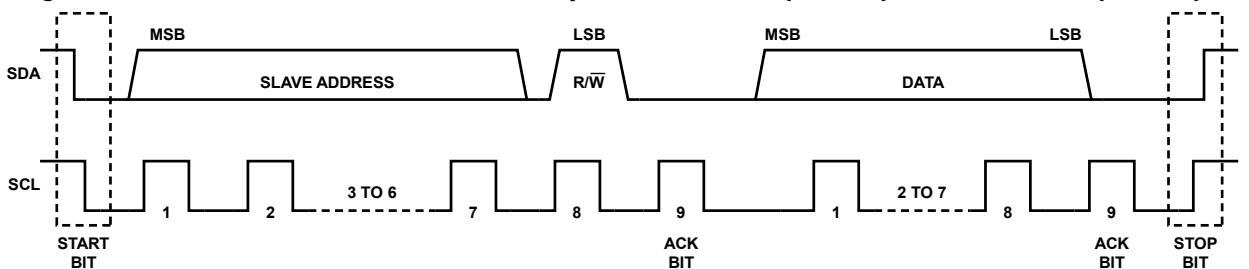 MSB LSB MSB LSB
SDA SLAVE ADDRESS R/W̅ DATA
SCL 3 TO 6 2 TO 7
1 2 7 8 9 1 8 9
START ACK ACK STOP
BIT BIT BIT BIT